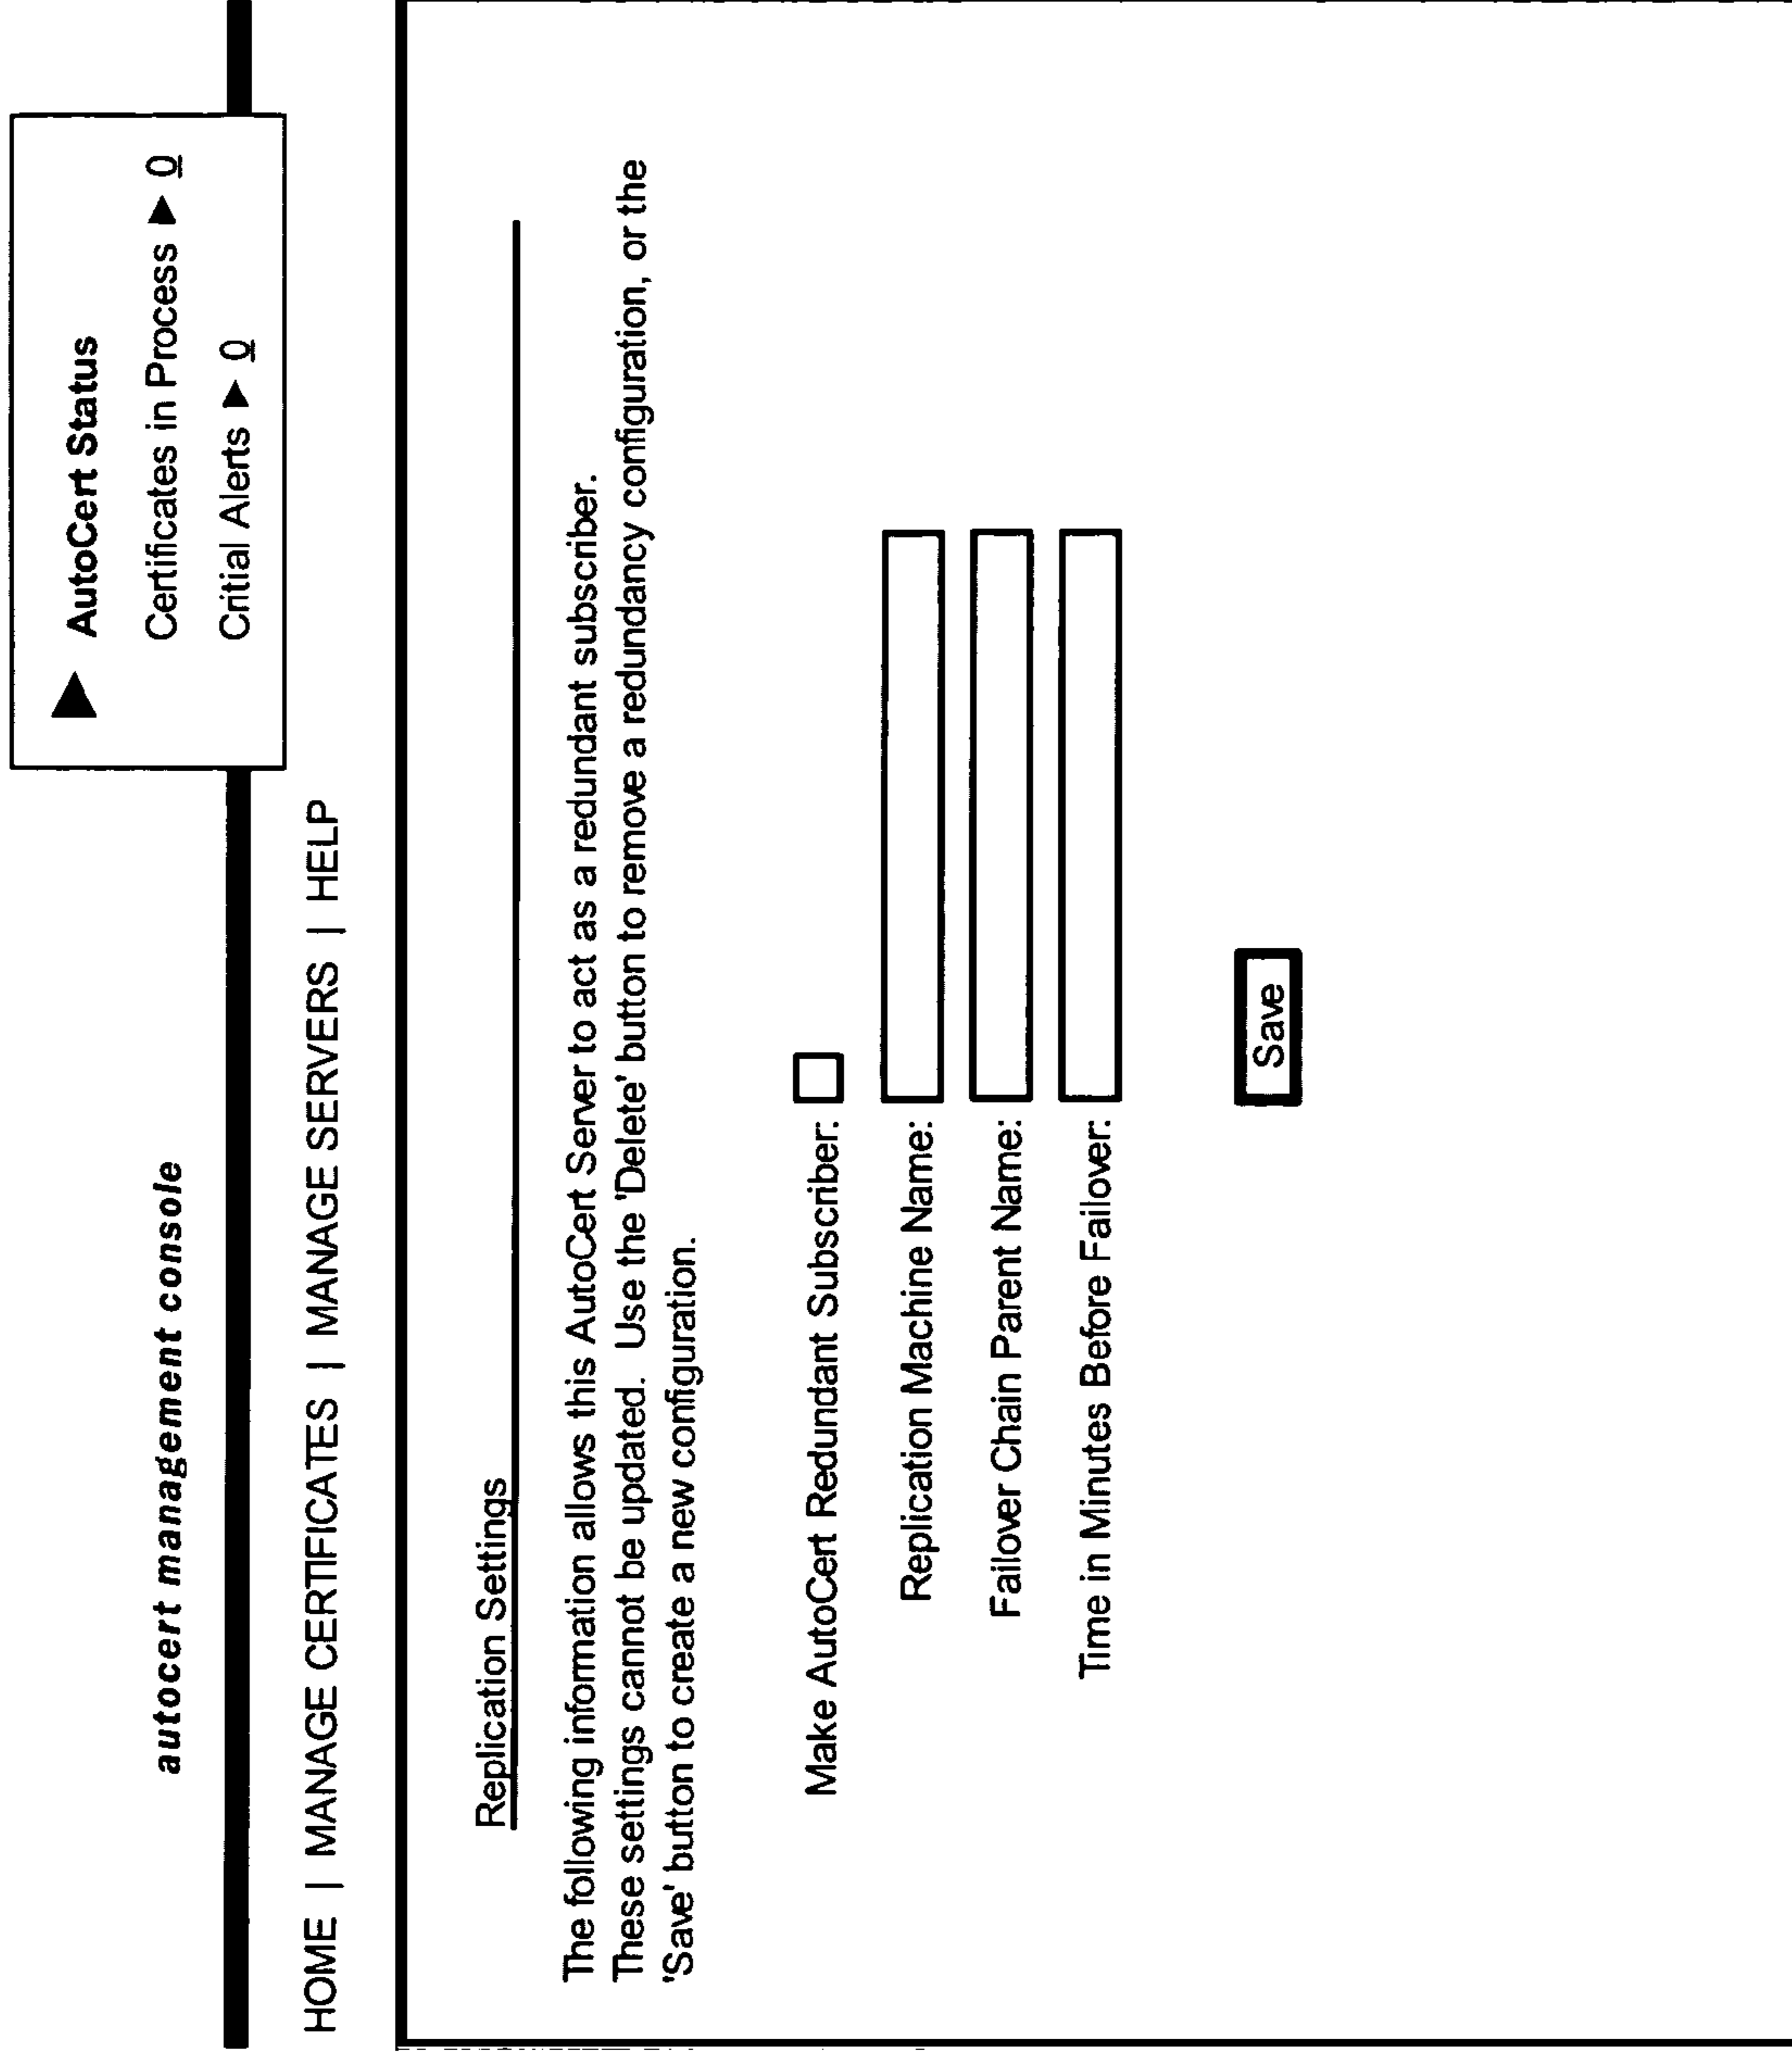 autocert management console
▶ AutoCert Status
Certificates in Process ▶ 0
Critial Alerts ▶ 0
HOME | MANAGE CERTIFICATES | MANAGE SERVERS | HELP
Replication Settings
The following information allows this AutoCert Server to act as a redundant subscriber.
These settings cannot be updated. Use the 'Delete' button to remove a redundancy configuration, or the
'Save' button to create a new configuration.
Make AutoCert Redundant Subscriber:
Replication Machine Name:
Failover Chain Parent Name:
Time in Minutes Before Failover:
Save